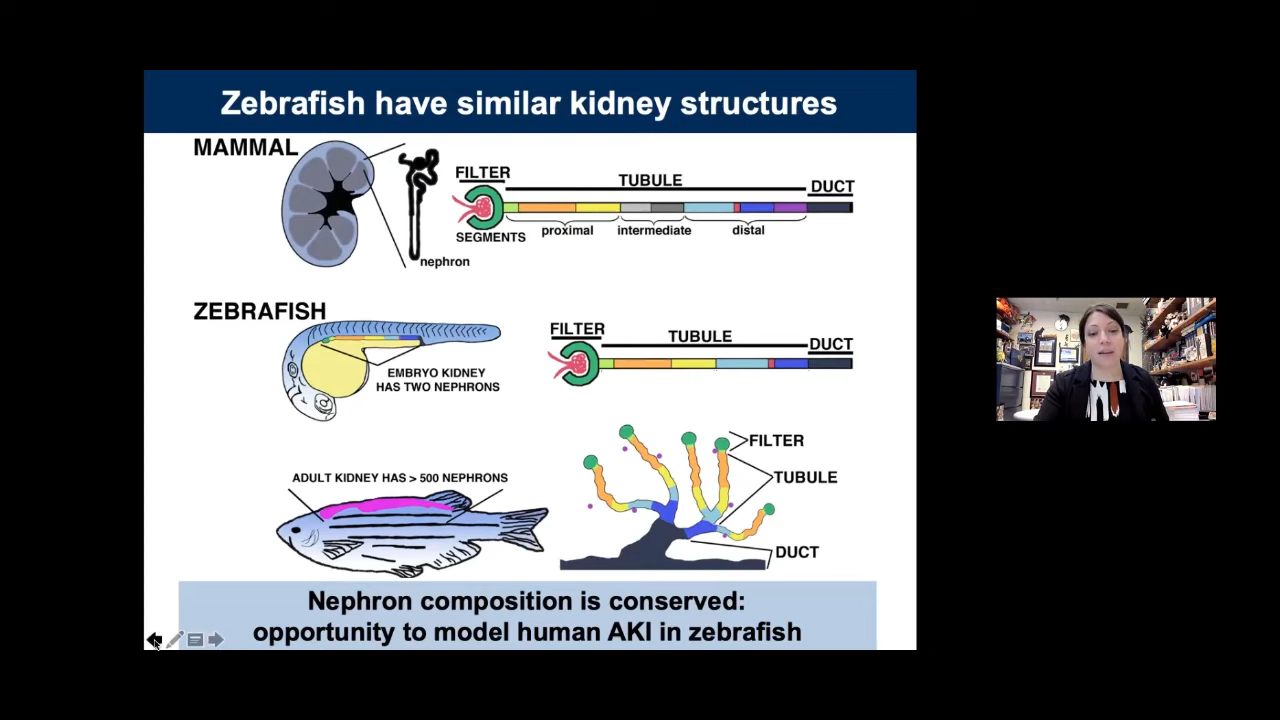 Zebrafish have similar kidney structures
MAMMAL
FILTER
TUBULE
DUCT
SEGMENTS
proximal
intermediate
distal
nephron
ZEBRAFISH
FILTER
TUBULE
DUCT
EMBRYO KIDNEY
HAS TWO NEPHRONS
ADULT KIDNEY HAS > 500 NEPHRONS
FILTER
TUBULE
DUCT
Nephron composition is conserved:
opportunity to model human AKI in zebrafish